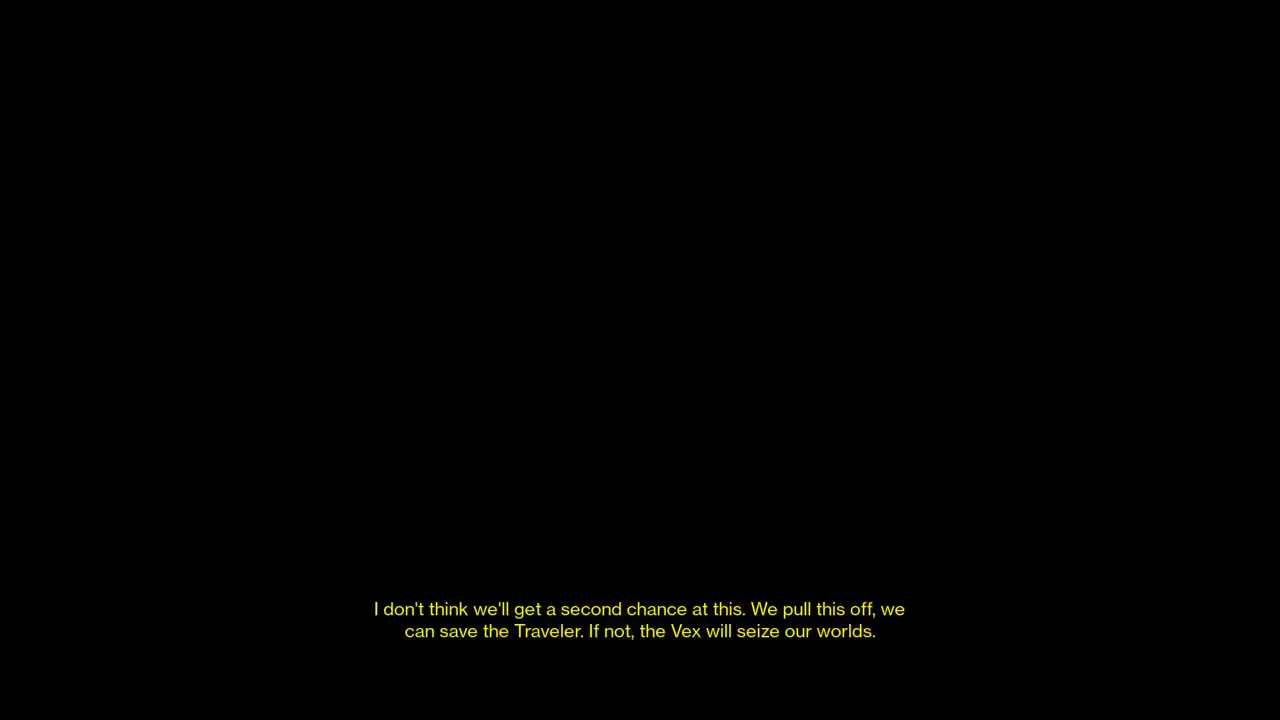 I don't think we'll get a second chance at this. We pull this off, we
can save the Traveler. If not, the Vex will seize our worlds.